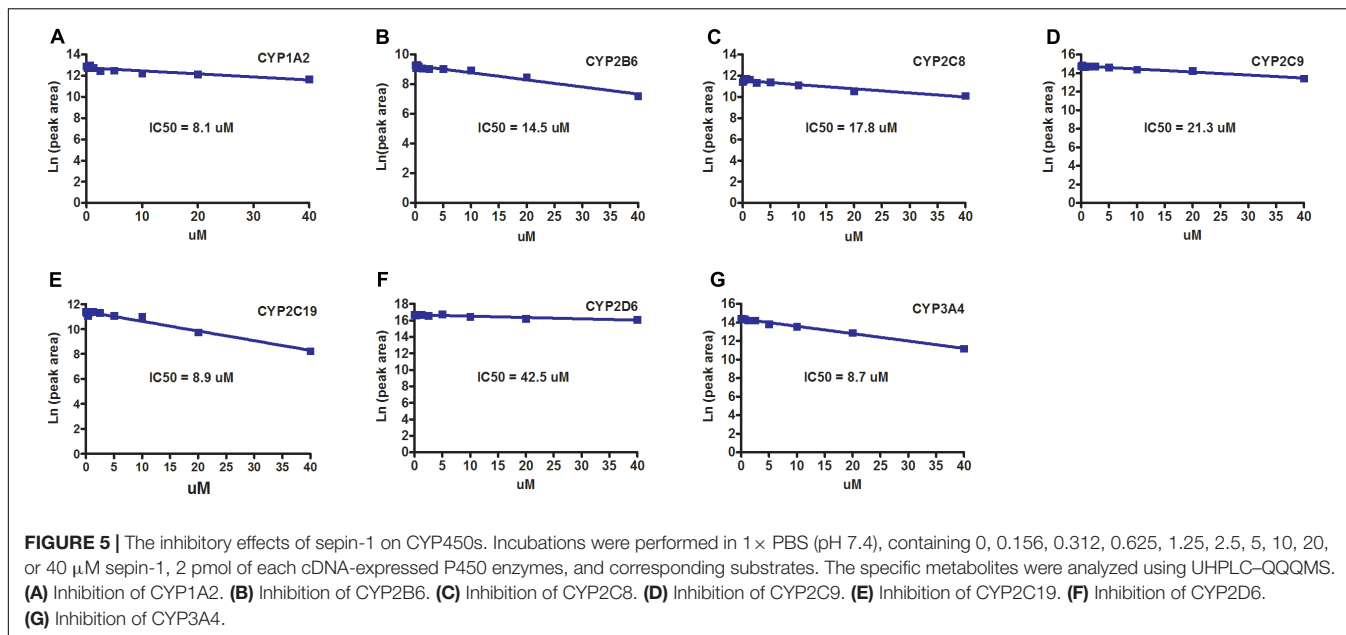 A
CYP1A2
14
12
10
8
6
4
2
0
Ln (peak area)
IC50 = 8.1 uM
0 5 10 20 30 40
uM
B
CYP2B6
10
8
6
4
2
0
Ln(peak area)
IC50 = 14.5 uM
0 5 10 20 30 40
uM
C
CYP2C8
14
12
10
8
6
4
2
0
Ln (peak area)
IC50 = 17.8 uM
0 5 10 20 30 40
uM
D
CYP2C9
16
14
12
10
8
6
4
2
0
Ln (peak area)
IC50 = 21.3 uM
0 5 10 20 30 40
uM
E
CYP2C19
12
10
8
6
4
2
0
Ln (peak area)
IC50 = 8.9 uM
0 5 10 20 30 40
uM
F
CYP2D6
18
16
14
12
10
8
6
4
2
0
Ln (peak area)
IC50 = 42.5 uM
0 5 10 20 30 40
uM
G
CYP3A4
16
14
12
10
8
6
4
2
0
Ln (peak area)
IC50 = 8.7 uM
0 5 10 20 30 40
uM
FIGURE 5 | The inhibitory effects of sepin-1 on CYP450s. Incubations were performed in 1× PBS (pH 7.4), containing 0, 0.156, 0.312, 0.625, 1.25, 2.5, 5, 10, 20,
or 40 μM sepin-1, 2 pmol of each cDNA-expressed P450 enzymes, and corresponding substrates. The specific metabolites were analyzed using UHPLC–QQQMS.
(A) Inhibition of CYP1A2. (B) Inhibition of CYP2B6. (C) Inhibition of CYP2C8. (D) Inhibition of CYP2C9. (E) Inhibition of CYP2C19. (F) Inhibition of CYP2D6.
(G) Inhibition of CYP3A4.